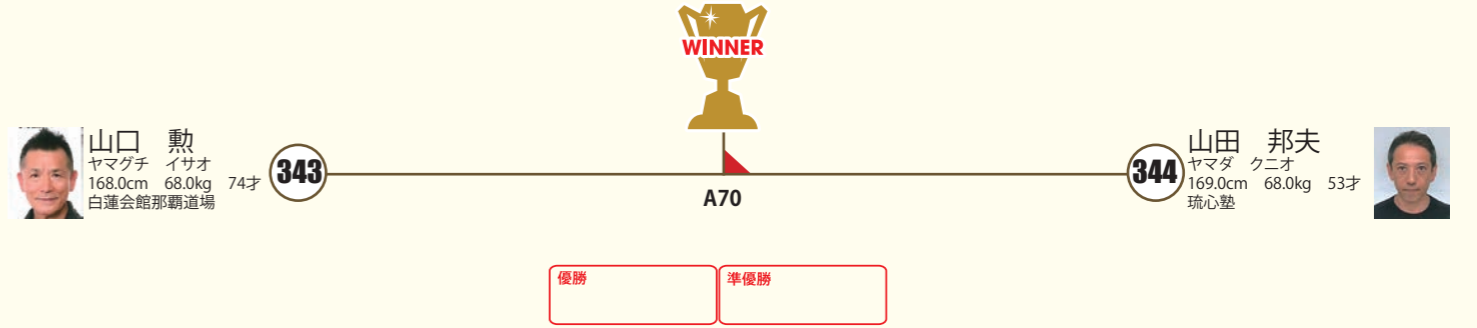 WINNER
山口　勲
ヤマグチ　イサオ
168.0cm　68.0kg　74才
白蓮会館那覇道場
343
A70
344
山田　邦夫
ヤマダ　クニオ
169.0cm　68.0kg　53才
琉心塾
優勝
準優勝